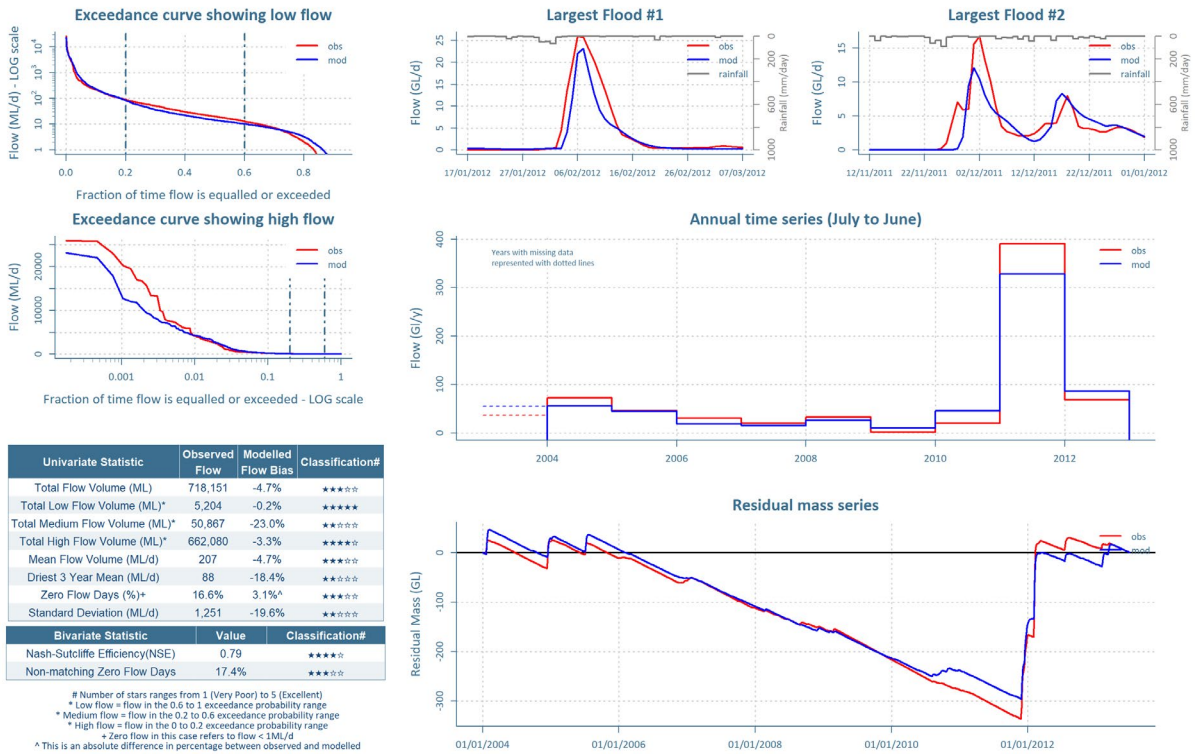 Exceedance curve showing low flow
Flow (ML/d) - LOG scale
10⁴
10³
10²
10
1
obs
mod
0.0 0.2 0.4 0.6 0.8
Fraction of time flow is equalled or exceeded
Largest Flood #1
Flow (GL/d)
25
20
15
10
5
0
obs
mod
rainfall
0
200
600
1000
Rainfall (mm/day)
17/01/2012 27/01/2012 06/02/2012 16/02/2012 26/02/2012 07/03/2012
Largest Flood #2
Flow (GL/d)
15
10
5
0
obs
mod
rainfall
0
200
600
1000
Rainfall (mm/day)
12/11/2011 22/11/2011 02/12/2011 12/12/2011 22/12/2011 01/01/2012
Exceedance curve showing high flow
Flow (ML/d)
20000
10000
0
obs
mod
0.001 0.01 0.1 1
Fraction of time flow is equalled or exceeded - LOG scale
Annual time series (July to June)
Flow (Gl/y)
400
300
200
100
0
Years with missing data
represented with dotted lines
obs
mod
2004 2006 2008 2010 2012
Univariate Statistic Observed Flow Modelled Flow Bias Classification#
Total Flow Volume (ML) 718,151 -4.7% ★★★☆☆
Total Low Flow Volume (ML)* 5,204 -0.2% ★★★★★
Total Medium Flow Volume (ML)* 50,867 -23.0% ★★☆☆☆
Total High Flow Volume (ML)* 662,080 -3.3% ★★★★☆
Mean Flow Volume (ML/d) 207 -4.7% ★★★☆☆
Driest 3 Year Mean (ML/d) 88 -18.4% ★★☆☆☆
Zero Flow Days (%)+ 16.6% 3.1%^ ★★★☆☆
Standard Deviation (ML/d) 1,251 -19.6% ★★☆☆☆
Bivariate Statistic Value Classification#
Nash-Sutcliffe Efficiency(NSE) 0.79 ★★★★☆
Non-matching Zero Flow Days 17.4% ★★★☆☆
# Number of stars ranges from 1 (Very Poor) to 5 (Excellent)
* Low flow = flow in the 0.6 to 1 exceedance probability range
* Medium flow = flow in the 0.2 to 0.6 exceedance probability range
* High flow = flow in the 0 to 0.2 exceedance probability range
+ Zero flow in this case refers to flow < 1ML/d
^ This is an absolute difference in percentage between observed and modelled
Residual mass series
Residual Mass (GL)
0
-100
-200
-300
obs
mod
01/01/2004 01/01/2006 01/01/2008 01/01/2010 01/01/2012